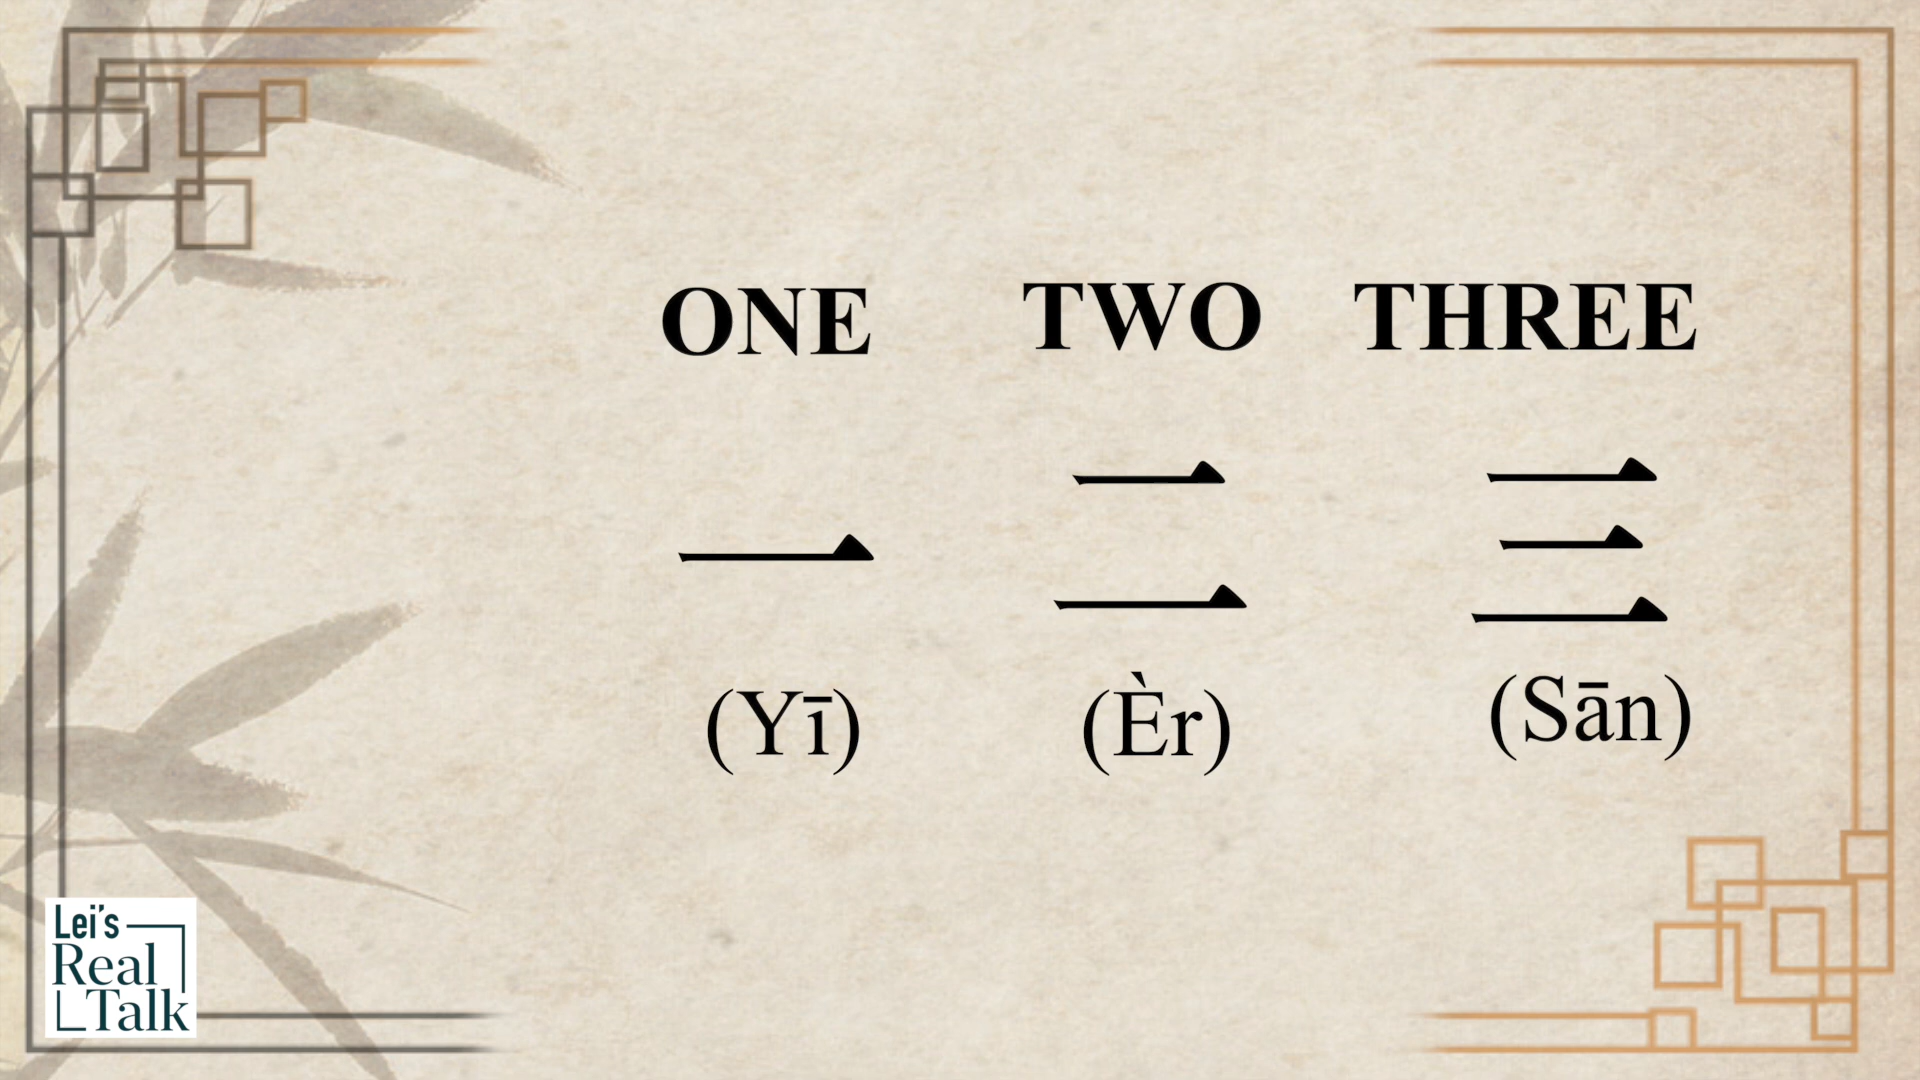 ONE TWO THREE
一 二 三
(Yī) (Èr) (Sān)
Lei's
Real
Talk